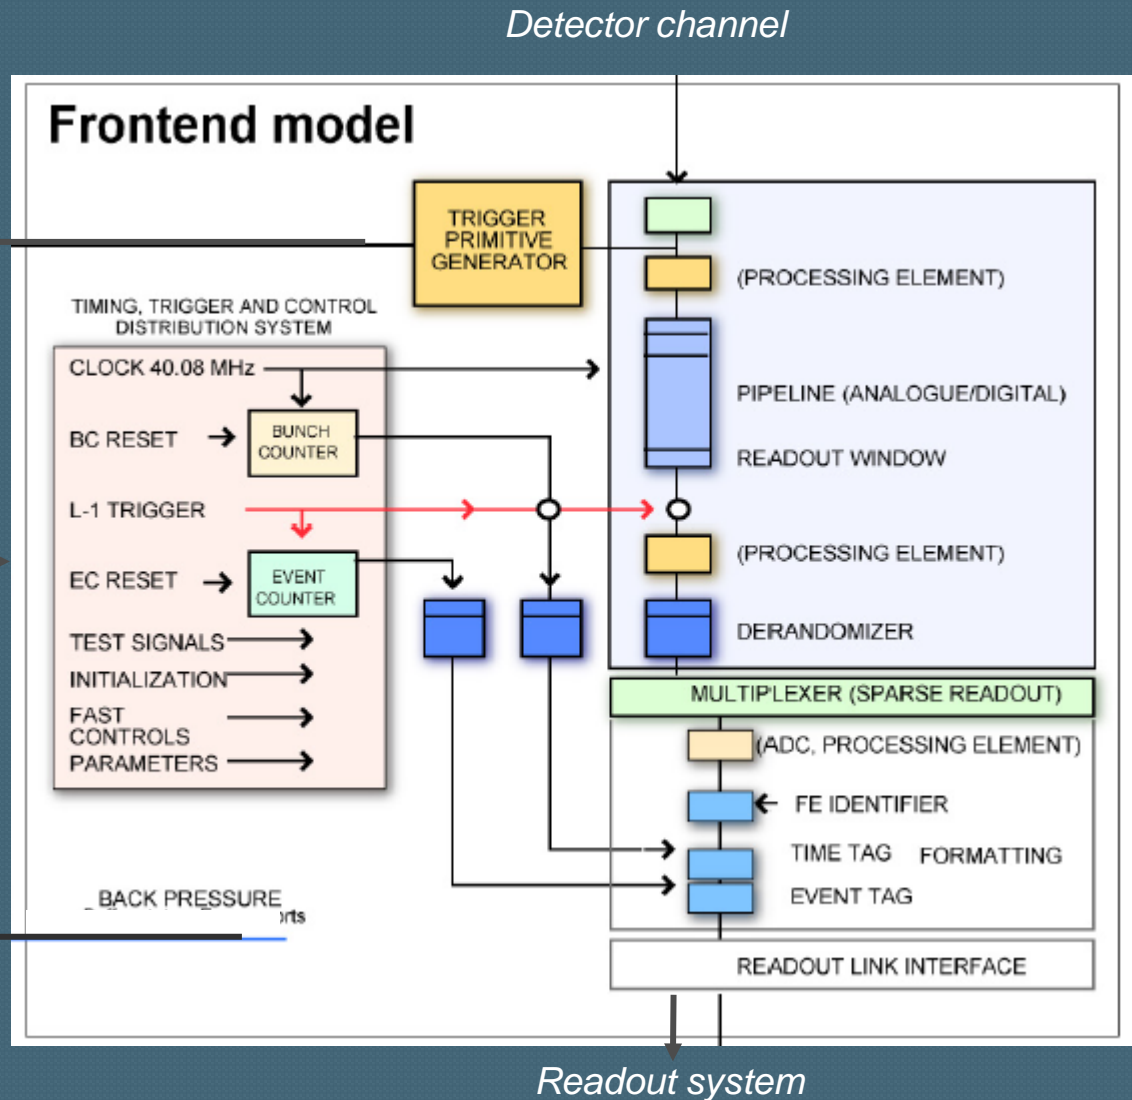 Detector channel
Frontend model
TRIGGER
PRIMITIVE
GENERATOR
(PROCESSING ELEMENT)
TIMING, TRIGGER AND CONTROL
DISTRIBUTION SYSTEM
CLOCK 40.08 MHz
PIPELINE (ANALOGUE/DIGITAL)
BC RESET
BUNCH
COUNTER
READOUT WINDOW
L-1 TRIGGER
(PROCESSING ELEMENT)
EC RESET
EVENT
COUNTER
DERANDOMIZER
TEST SIGNALS
INITIALIZATION
MULTIPLEXER (SPARSE READOUT)
FAST
CONTROLS
PARAMETERS
(ADC, PROCESSING ELEMENT)
FE IDENTIFIER
TIME TAG FORMATTING
EVENT TAG
BACK PRESSURE
READOUT LINK INTERFACE
Readout system